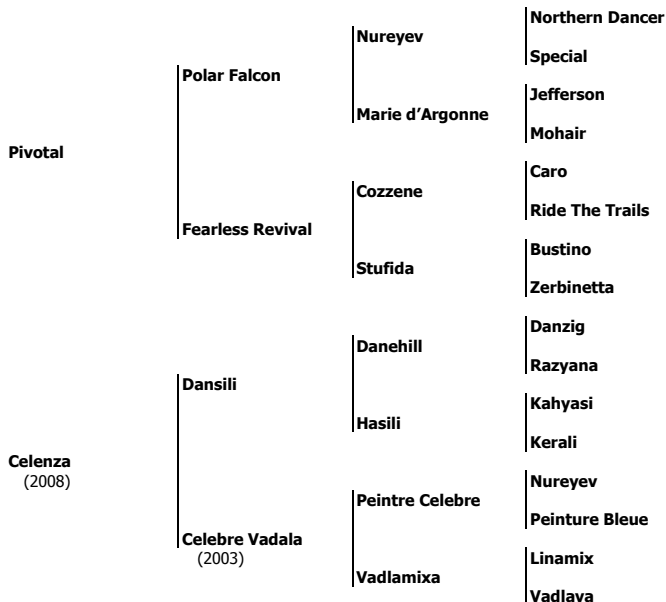 Northern Dancer
Nureyev
Special
Polar Falcon
Jefferson
Marie d'Argonne
Mohair
Pivotal
Caro
Cozzene
Ride The Trails
Fearless Revival
Bustino
Stufida
Zerbinetta
Danzig
Danehill
Razyana
Dansili
Kahyasi
Hasili
Kerali
Celenza
(2008)
Nureyev
Peintre Celebre
Peinture Bleue
Celebre Vadala
(2003)
Linamix
Vadlamixa
Vadlava